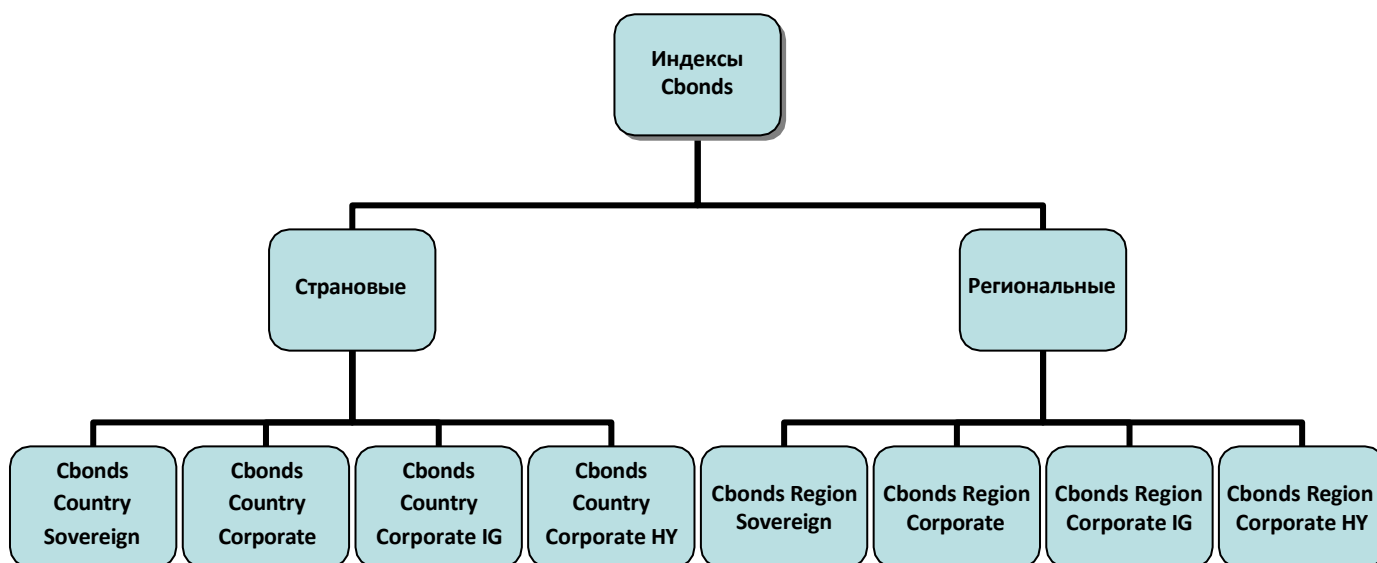 Индексы
Cbonds
Страновые
Региональные
Cbonds
Country
Sovereign
Cbonds
Country
Corporate
Cbonds
Country
Corporate IG
Cbonds
Country
Corporate HY
Cbonds Region
Sovereign
Cbonds Region
Corporate
Cbonds Region
Corporate IG
Cbonds Region
Corporate HY